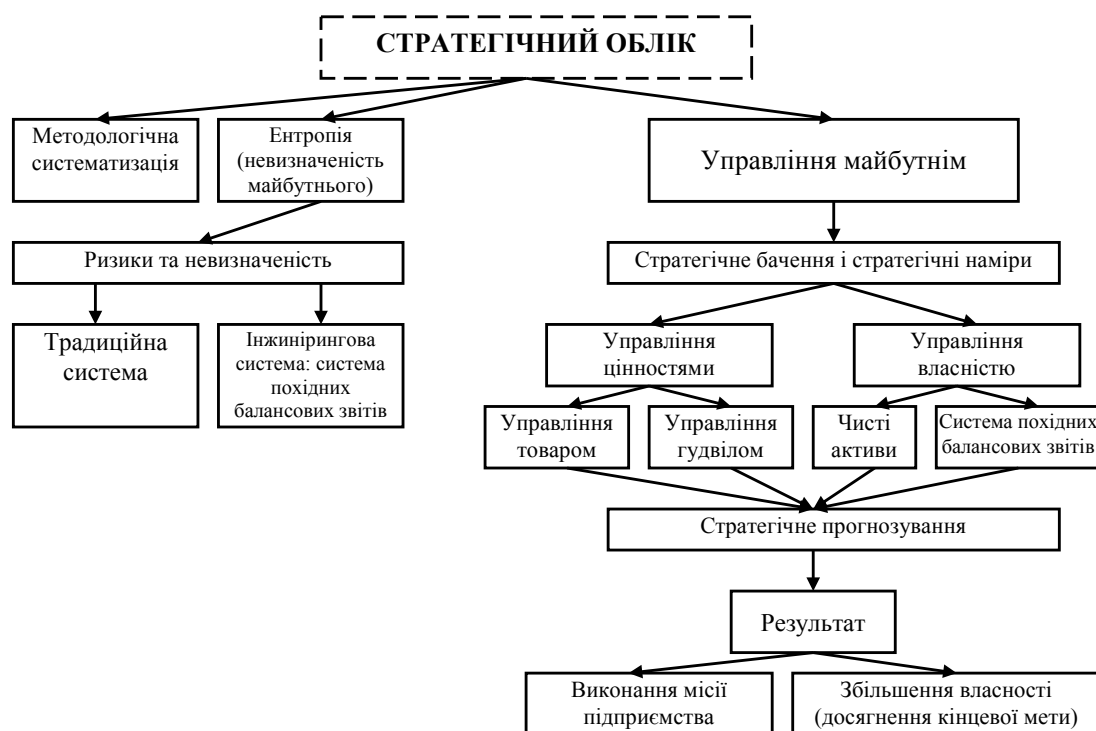 СТРАТЕГІЧНИЙ ОБЛІК
Методологічна
систематизація
Ентропія
(невизначеність
майбутнього)
Управління майбутнім
Ризики та невизначеність
Стратегічне бачення і стратегічні наміри
Традиційна
система
Інжинірингова
система: система
похідних
балансових звітів
Управління
цінностями
Управління
власністю
Управління
товаром
Управління
гудвілом
Чисті
активи
Система похідних
балансових звітів
Стратегічне прогнозування
Результат
Виконання місії
підприємства
Збільшення власності
(досягнення кінцевої мети)